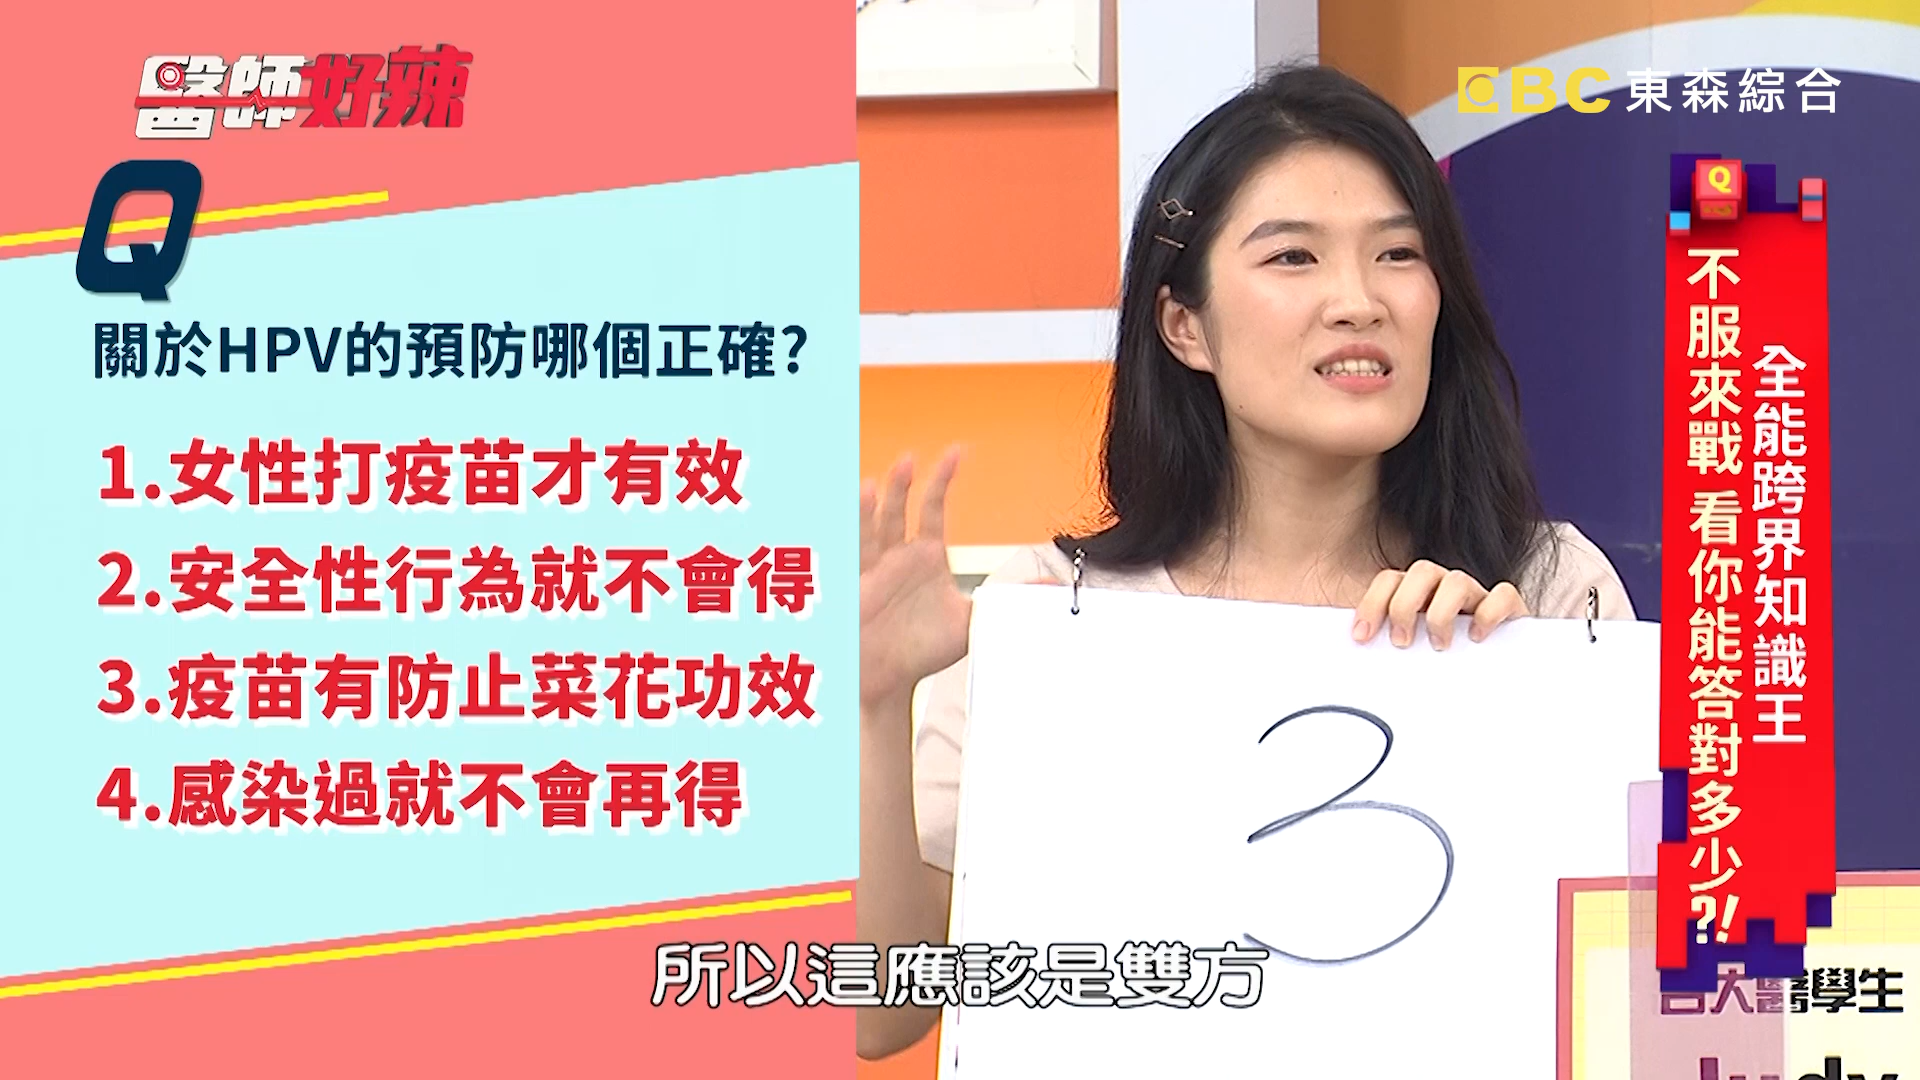 醫師好辣
EBC 東森綜合
Q
關於HPV的預防哪個正確?
1.女性打疫苗才有效
2.安全性行為就不會得
3.疫苗有防止菜花功效
4.感染過就不會再得
3
Q
全能跨界知識王
不服來戰 看你能答對多少?!
所以這應該是雙方
大醫學生